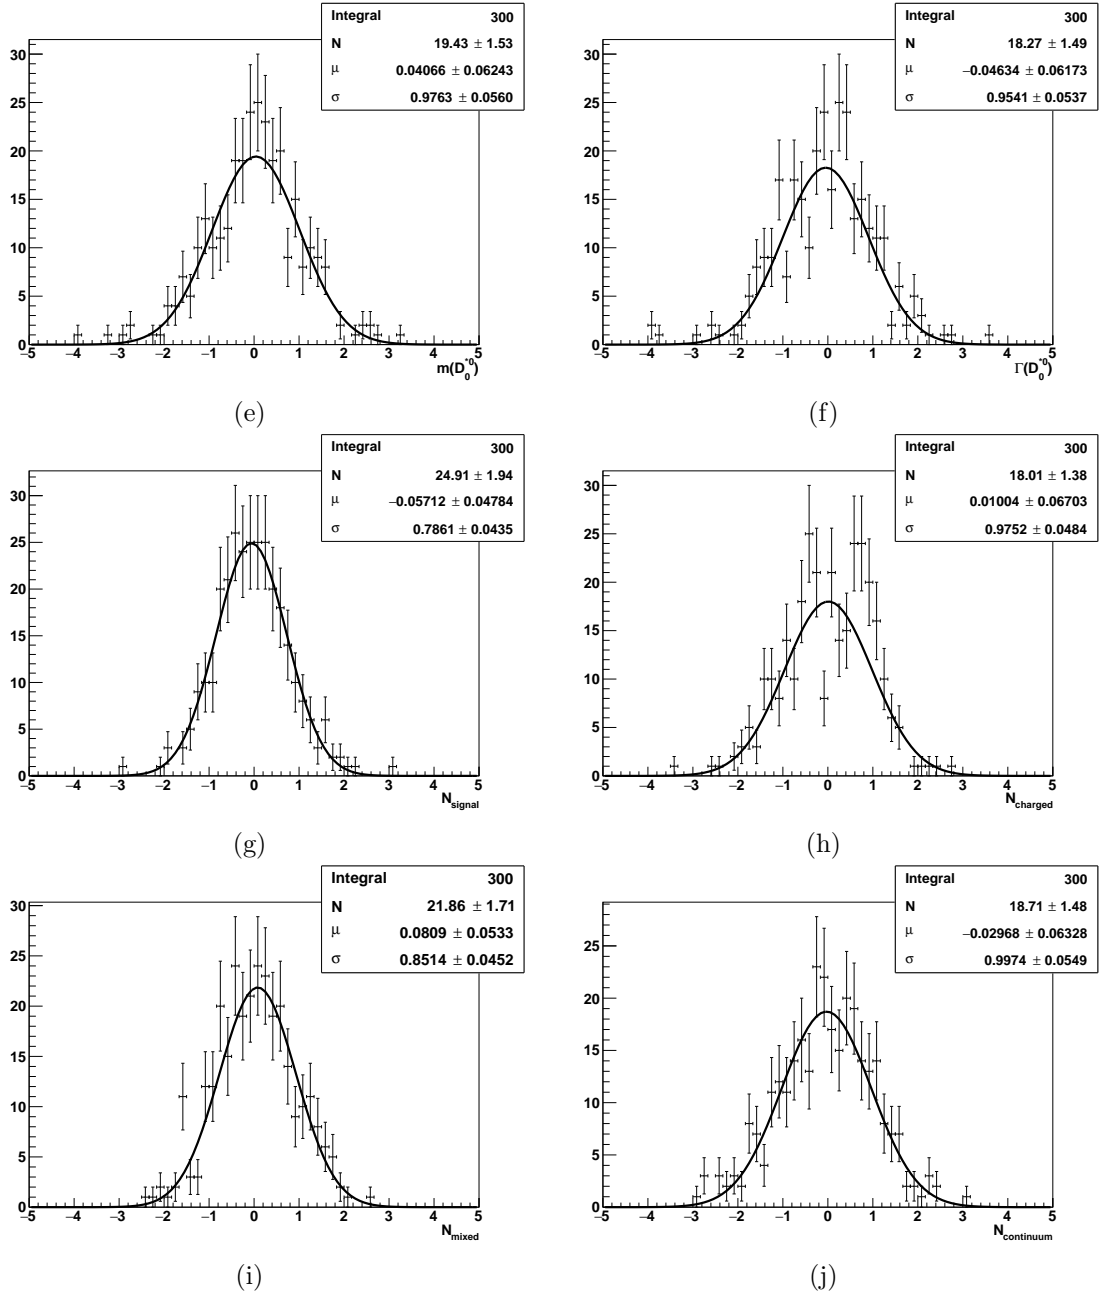 Integral 300
N 19.43 ± 1.53
μ 0.04066 ± 0.06243
σ 0.9763 ± 0.0560
30
25
20
15
10
5
0
−5 −4 −3 −2 −1 0 1 2 3 4 5
m(D*0 0)
(e)
Integral 300
N 18.27 ± 1.49
μ −0.04634 ± 0.06173
σ 0.9541 ± 0.0537
30
25
20
15
10
5
0
−5 −4 −3 −2 −1 0 1 2 3 4 5
Γ(D*0 0)
(f)
Integral 300
N 24.91 ± 1.94
μ −0.05712 ± 0.04784
σ 0.7861 ± 0.0435
30
25
20
15
10
5
0
−5 −4 −3 −2 −1 0 1 2 3 4 5
Nsignal
(g)
Integral 300
N 18.01 ± 1.38
μ 0.01004 ± 0.06703
σ 0.9752 ± 0.0484
30
25
20
15
10
5
0
−5 −4 −3 −2 −1 0 1 2 3 4 5
Ncharged
(h)
Integral 300
N 21.86 ± 1.71
μ 0.0809 ± 0.0533
σ 0.8514 ± 0.0452
30
25
20
15
10
5
0
−5 −4 −3 −2 −1 0 1 2 3 4 5
Nmixed
(i)
Integral 300
N 18.71 ± 1.48
μ −0.02968 ± 0.06328
σ 0.9974 ± 0.0549
25
20
15
10
5
0
−5 −4 −3 −2 −1 0 1 2 3 4 5
Ncontinuum
(j)